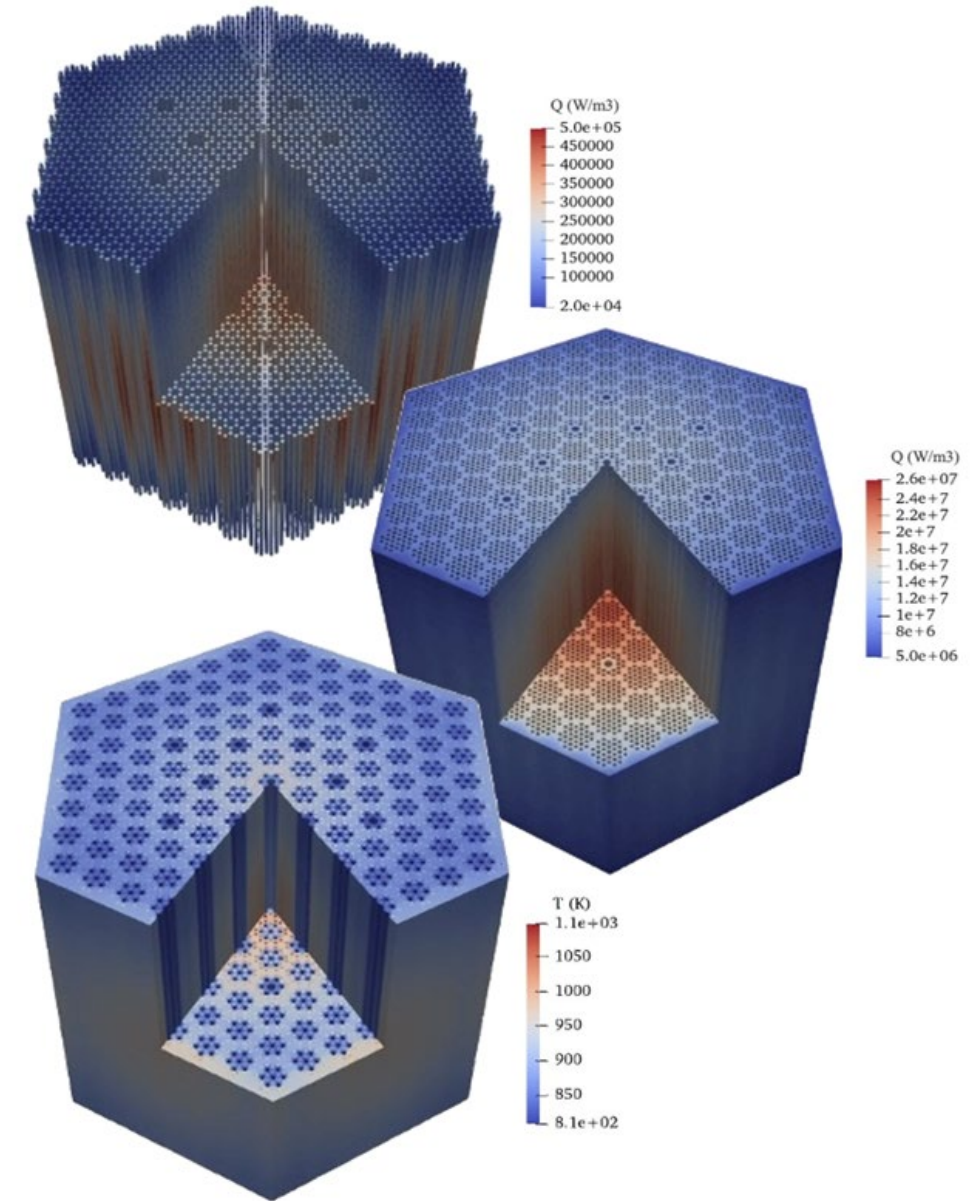 Q (W/m3)
5.0e+05
450000
400000
350000
300000
250000
200000
150000
100000
2.0e+04
Q (W/m3)
2.6e+07
2.4e+7
2.2e+7
2e+7
1.8e+7
1.6e+7
1.4e+7
1.2e+7
1e+7
8e+6
5.0e+06
T (K)
1.1e+03
1050
1000
950
900
850
8.1e+02